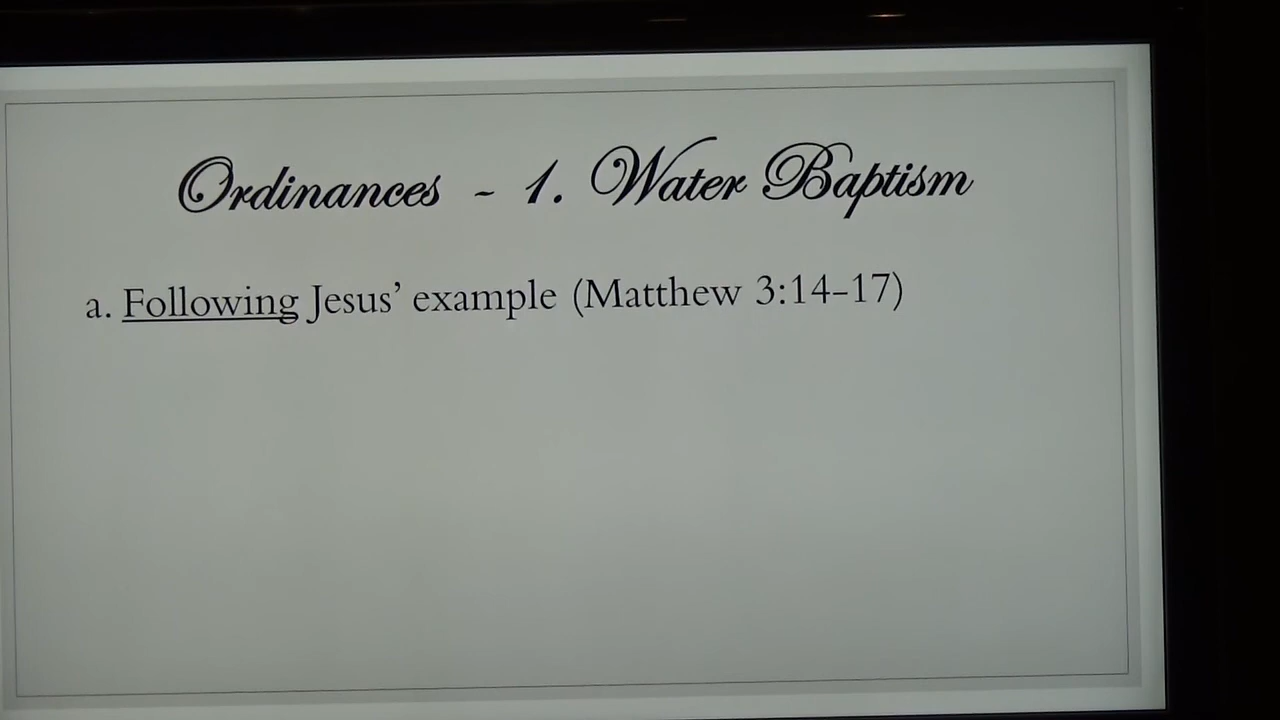 Ordinances - 1. Water Baptism
a. Following Jesus’ example (Matthew 3:14-17)